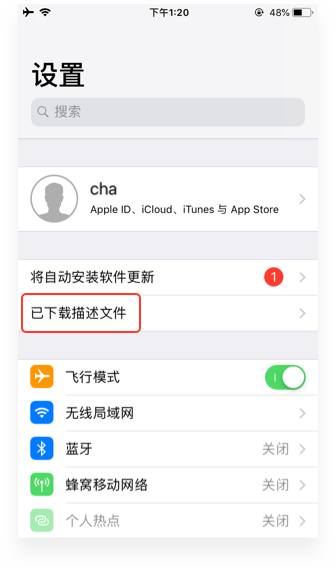 下午1:20
48%
设置
搜索
cha
Apple ID、iCloud、iTunes 与 App Store
将自动安装软件更新
1
已下载描述文件
飞行模式
无线局域网
蓝牙
关闭
蜂窝移动网络
关闭
个人热点
关闭